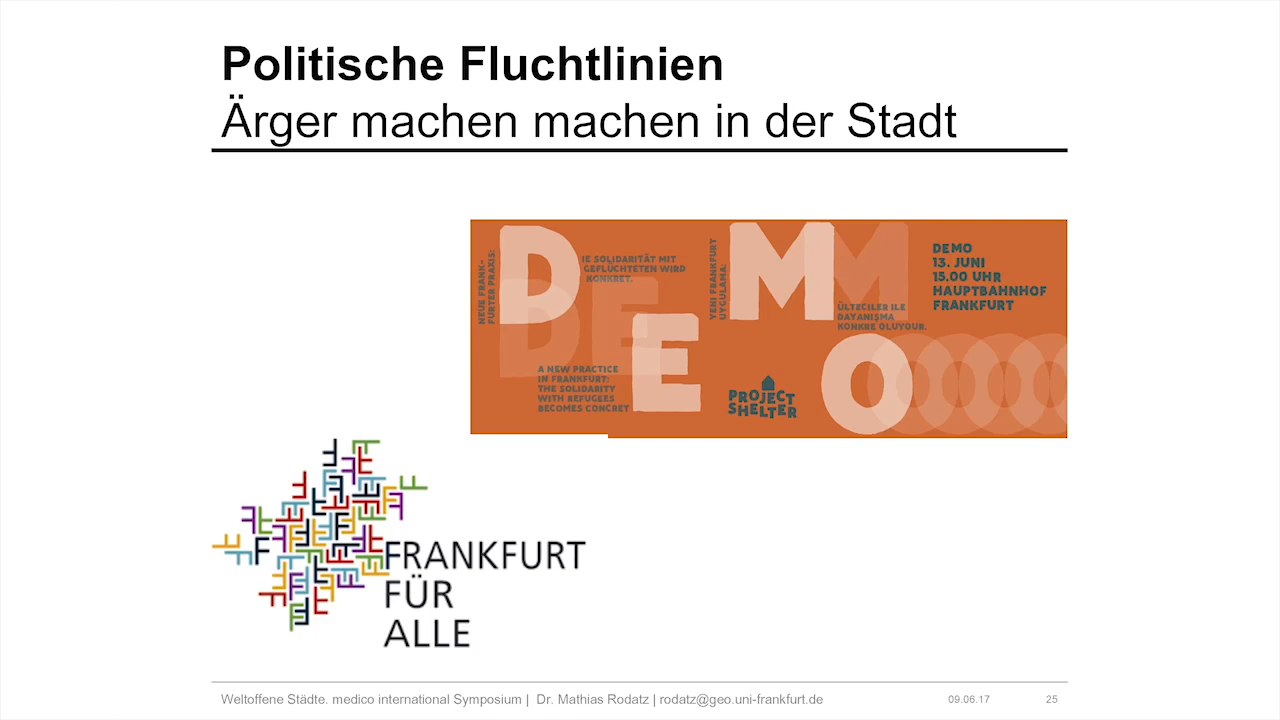 Politische Fluchtlinien
Ärger machen machen in der Stadt
NEUE FRANK-
FURTER PRAXIS:
D
IE SOLIDARITÄT MIT
GEFLÜCHTETEN WIRD
KONKRET.
DE
E
A NEW PRACTICE
IN FRANKFURT:
THE SOLIDARITY
WITH REFUGEES
BECOMES CONCRET
YENI FRANKFURT
UYGULAMA:
MM
ÜLTECILER ILE
DAYANIŞMA
KONKRE OLUYOUR.
O
PROJECT
SHELTER
DEMO
13. JUNI
15.00 UHR
HAUPTBAHNHOF
FRANKFURT
FRANKFURT
FÜR
ALLE
Weltoffene Städte. medico international Symposium | Dr. Mathias Rodatz | rodatz@geo.uni-frankfurt.de 09.06.17 25